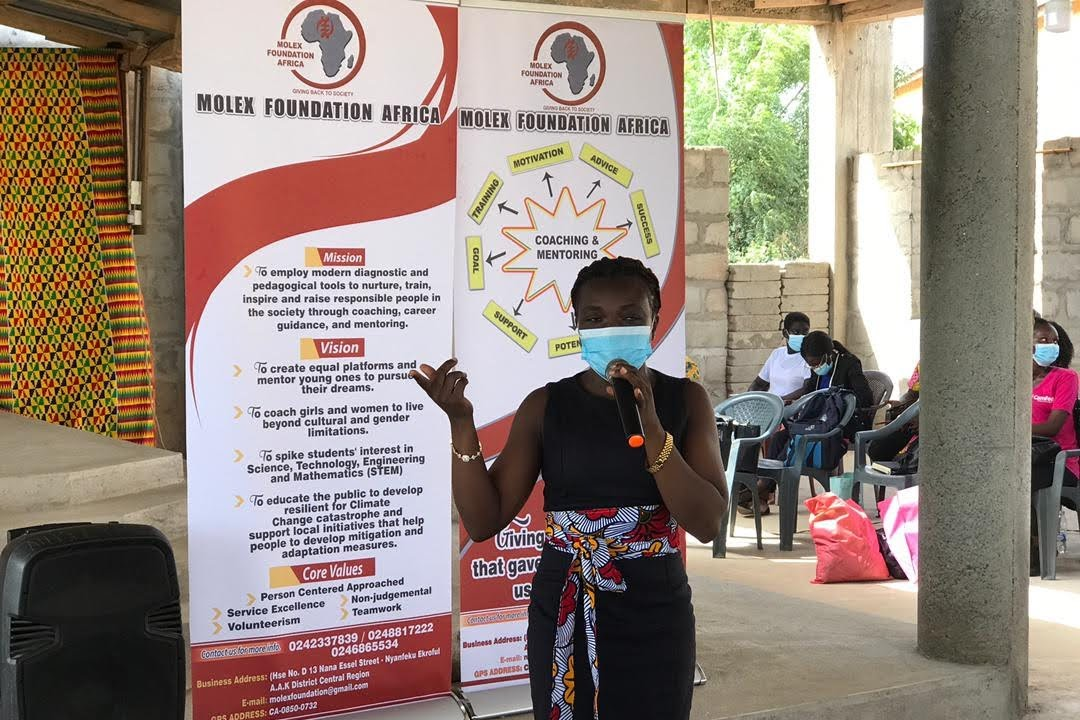 MOLEX
FOUNDATION
AFRICA
GIVING BACK TO SOCIETY
MOLEX FOUNDATION AFRICA
Mission
To employ modern diagnostic and
pedagogical tools to nurture, train,
inspire and raise responsible people in
the society through coaching, career
guidance, and mentoring.
Vision
To create equal platforms and
mentor young ones to pursue
their dreams.
To coach girls and women to live
beyond cultural and gender
limitations.
To spike students' interest in
Science, Technology, Engineering
and Mathematics (STEM)
To educate the public to develop
resilient for Climate
Change catastrophe and
support local initiatives that help
people to develop mitigation and
adaptation measures.
Core Values
Person Centered Approached
Service Excellence
Non-judgemental
Volunteerism
Teamwork
Contact us for more info. 0242337839 / 0248817222
0246865534
Business Address: (Hse No. D 13 Nana Essel Street - Nyanfeku Ekroful
A.A.K District Central Region
E-mail: molexfoundation@gmail.com
GPS ADDRESS: CA-0850-0732
MOLEX
FOUNDATION
AFRICA
GIVING BACK TO SOCIETY
MOLEX FOUNDATION AFRICA
MOTIVATION
ADVICE
TRAINING
SUCCESS
COACHING &
MENTORING
GOAL
SUPPORT
Giving
that gave
us
Contact us for more
Business Address:
E-mail:
GPS ADDRESS: